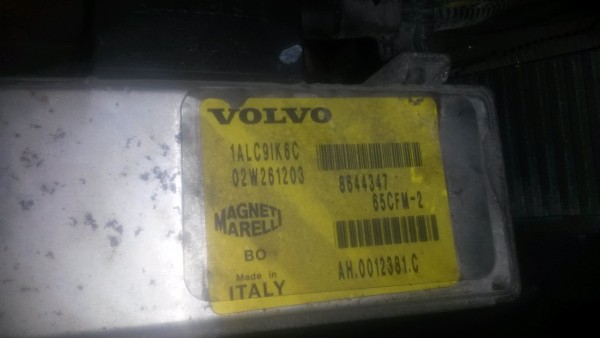 VOLVO
1ALC9IK6C
02W261203
8644347
65CFM-2
MAGNETI
MARELLI
BO
AH.0012381.C
Made in
ITALY